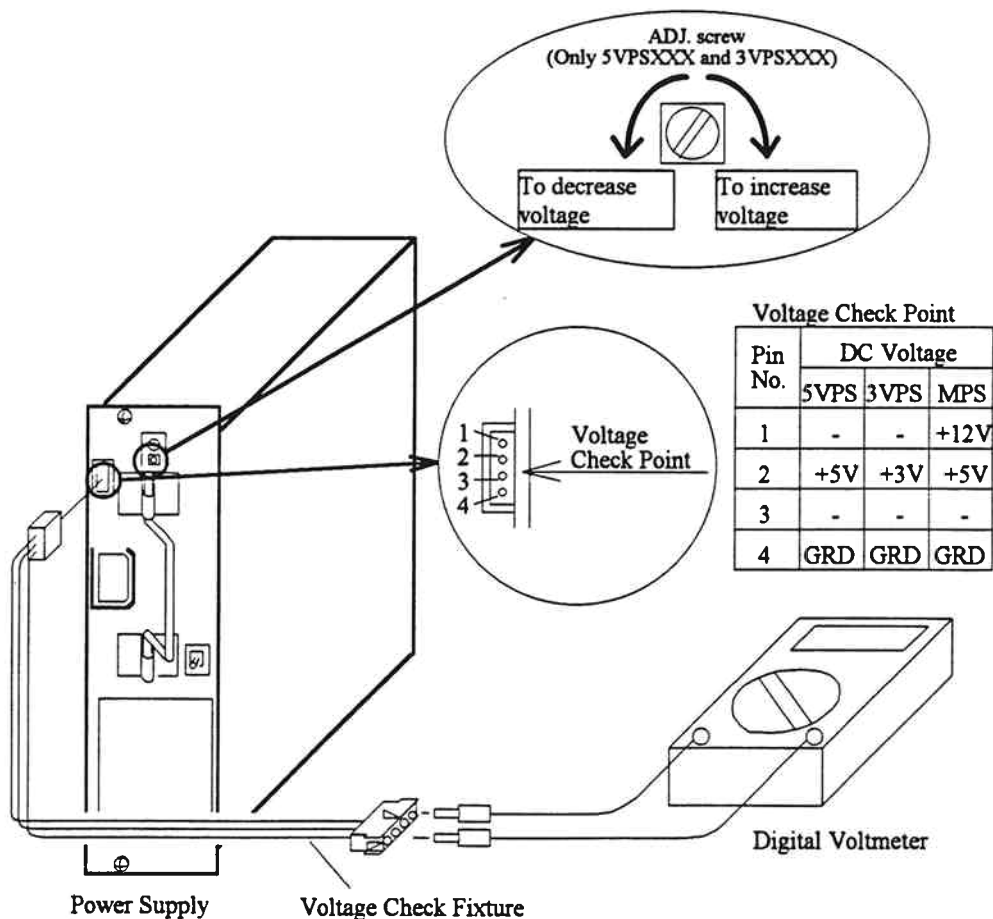 ADJ. screw
(Only 5VPSXXX and 3VPSXXX)
To decrease
voltage
To increase
voltage
Voltage Check Point
Pin
No.
DC Voltage
5VPS 3VPS MPS
1 - - +12V
2 +5V +3V +5V
3 - - -
4 GRD GRD GRD
1
2
3
4
Voltage
Check Point
Digital Voltmeter
Power Supply
Voltage Check Fixture